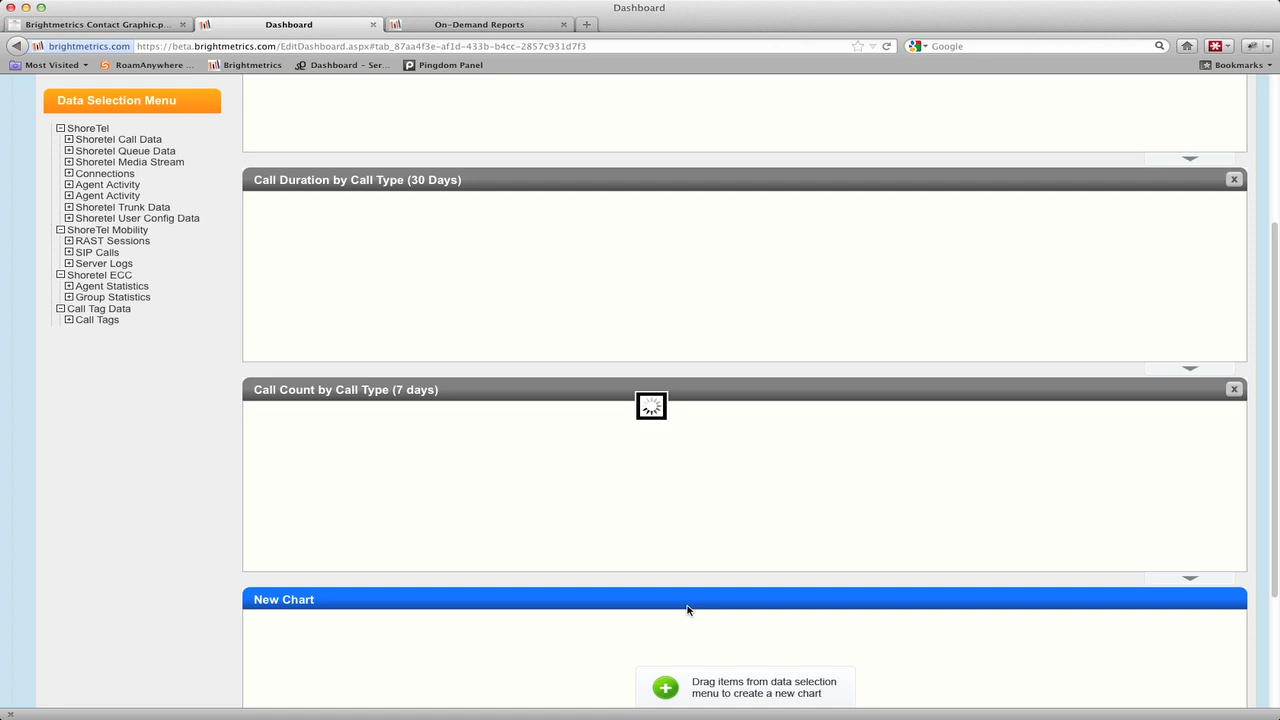 Dashboard
Brightmetrics Contact Graphic.p...
Dashboard
On-Demand Reports
brightmetrics.com
https://beta.brightmetrics.com/EditDashboard.aspx#tab_87aa4f3e-af1d-433b-b4cc-2857c931d7f3
Google
Most Visited
RoamAnywhere ...
Brightmetrics
Dashboard – Ser...
Pingdom Panel
Bookmarks
Data Selection Menu
ShoreTel
Shoretel Call Data
Shoretel Queue Data
Shoretel Media Stream
Connections
Agent Activity
Agent Activity
Shoretel Trunk Data
Shoretel User Config Data
ShoreTel Mobility
RAST Sessions
SIP Calls
Server Logs
Shoretel ECC
Agent Statistics
Group Statistics
Call Tag Data
Call Tags
Call Duration by Call Type (30 Days)
Call Count by Call Type (7 days)
New Chart
Drag items from data selection
menu to create a new chart